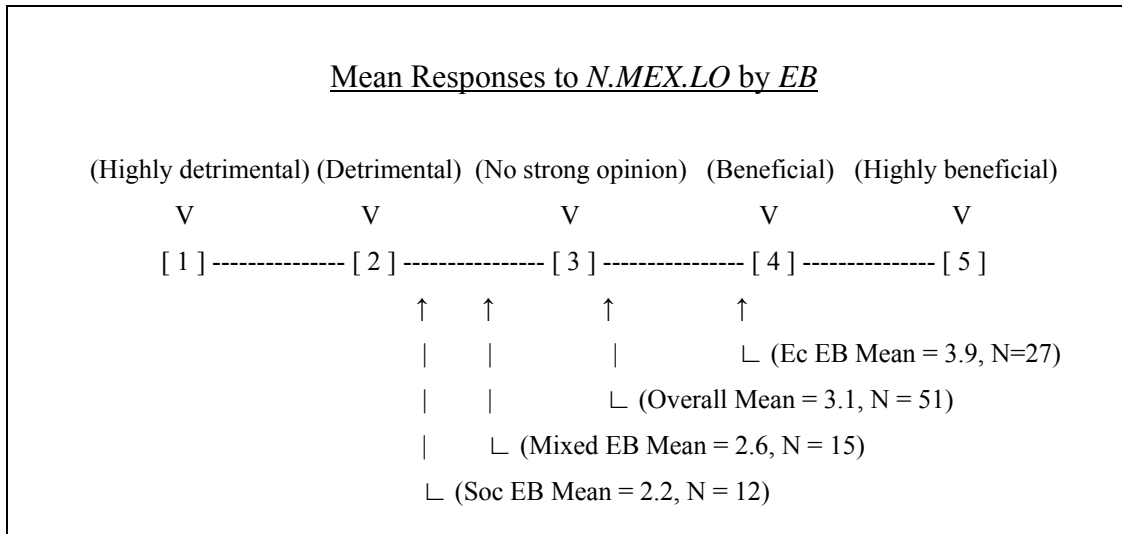 Mean Responses to N.MEX.LO by EB
(Highly detrimental) (Detrimental) (No strong opinion) (Beneficial) (Highly beneficial)
V V V V V
[ 1 ] --------------- [ 2 ] ---------------- [ 3 ] ---------------- [ 4 ] --------------- [ 5 ]
↑ ↑ ↑ ↑
| | | ∟ (Ec EB Mean = 3.9, N=27)
| | ∟ (Overall Mean = 3.1, N = 51)
| ∟ (Mixed EB Mean = 2.6, N = 15)
∟ (Soc EB Mean = 2.2, N = 12)